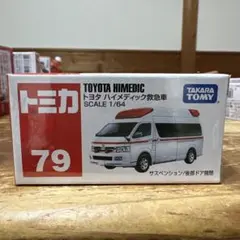 トミカ
79
TOYOTA HIMEDIC
トヨタ ハイメディック救急車
SCALE 1/64
TAKARA
TOMY
サスペンション/後部ドア開閉